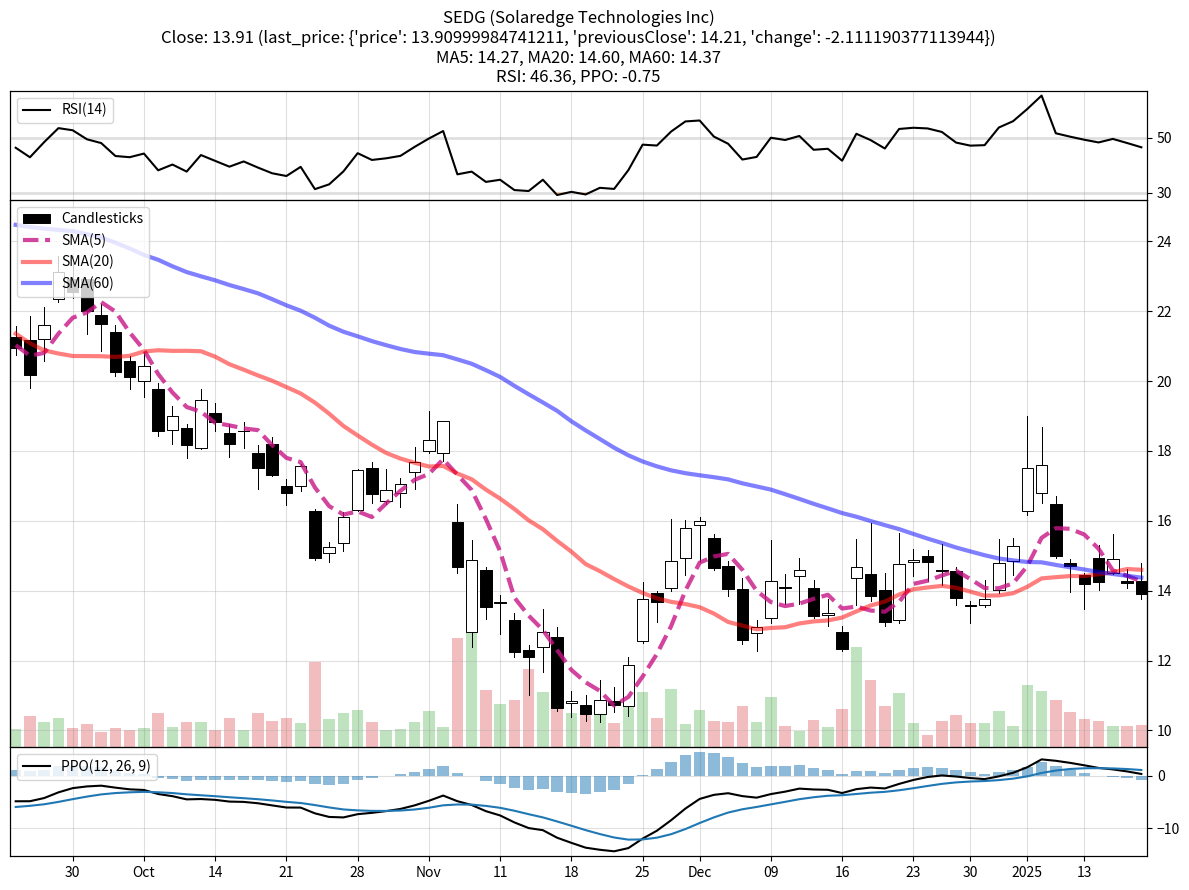 SEDG (Solaredge Technologies Inc)
Close: 13.91 (last_price: {'price': 13.90999984741211, 'previousClose': 14.21, 'change': -2.111190377113944})
MA5: 14.27, MA20: 14.60, MA60: 14.37
RSI: 46.36, PPO: -0.75
RSI(14)
50
30
Candlesticks
SMA(5)
SMA(20)
SMA(60)
24
22
20
18
16
14
12
10
PPO(12, 26, 9)
0
−10
30 Oct 14 21 28 Nov 11 18 25 Dec 09 16 23 30 2025 13